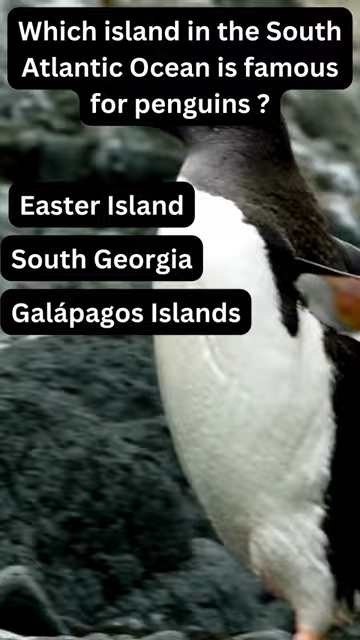 Which island in the South
Atlantic Ocean is famous
for penguins ?
Easter Island
South Georgia
Galápagos Islands